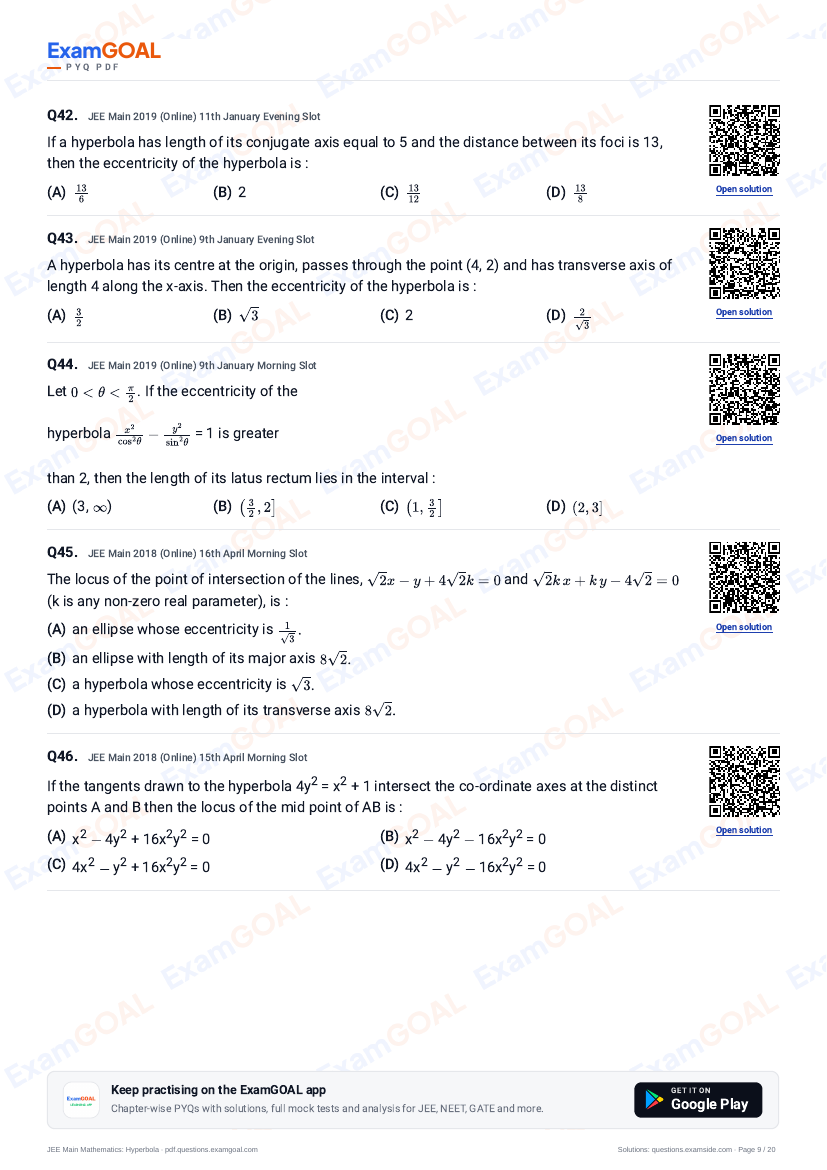 ExamGOAL
PYQ PDF
Q42. JEE Main 2019 (Online) 11th January Evening Slot
If a hyperbola has length of its conjugate axis equal to 5 and the distance between its foci is 13,
then the eccentricity of the hyperbola is :
(A) 13/6 (B) 2 (C) 13/12 (D) 13/8
Open solution
Q43. JEE Main 2019 (Online) 9th January Evening Slot
A hyperbola has its centre at the origin, passes through the point (4, 2) and has transverse axis of
length 4 along the x-axis. Then the eccentricity of the hyperbola is :
(A) 3/2 (B) √3 (C) 2 (D) 2/√3
Open solution
Q44. JEE Main 2019 (Online) 9th January Morning Slot
Let 0 < θ < π/2. If the eccentricity of the
hyperbola x²/cos²θ − y²/sin²θ = 1 is greater
than 2, then the length of its latus rectum lies in the interval :
(A) (3, ∞) (B) (3/2, 2] (C) (1, 3/2] (D) (2, 3]
Open solution
Q45. JEE Main 2018 (Online) 16th April Morning Slot
The locus of the point of intersection of the lines, √2x − y + 4√2k = 0 and √2k x + k y − 4√2 = 0
(k is any non-zero real parameter), is :
(A) an ellipse whose eccentricity is 1/√3.
(B) an ellipse with length of its major axis 8√2.
(C) a hyperbola whose eccentricity is √3.
(D) a hyperbola with length of its transverse axis 8√2.
Open solution
Q46. JEE Main 2018 (Online) 15th April Morning Slot
If the tangents drawn to the hyperbola 4y² = x² + 1 intersect the co-ordinate axes at the distinct
points A and B then the locus of the mid point of AB is :
(A) x² − 4y² + 16x²y² = 0 (B) x² − 4y² − 16x²y² = 0
(C) 4x² − y² + 16x²y² = 0 (D) 4x² − y² − 16x²y² = 0
Open solution
ExamGOAL
Keep practising on the ExamGOAL app
Chapter-wise PYQs with solutions, full mock tests and analysis for JEE, NEET, GATE and more.
GET IT ON
Google Play
JEE Main Mathematics: Hyperbola · pdf.questions.examgoal.com
Solutions: questions.examside.com · Page 9 / 20